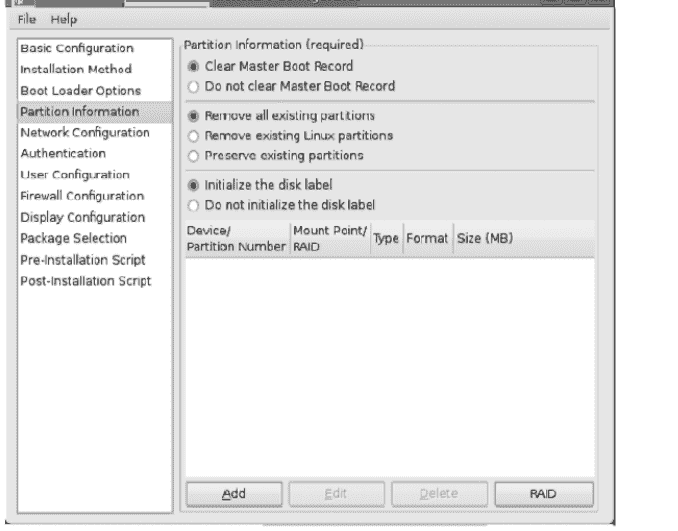 File Help
Basic Configuration
Installation Method
Boot Loader Options
Partition Information
Network Configuration
Authentication
User Configuration
Firewall Configuration
Display Configuration
Package Selection
Pre-Installation Script
Post-Installation Script
Partition Information (required)
Clear Master Boot Record
Do not clear Master Boot Record
Remove all existing partitions
Remove existing Linux partitions
Preserve existing partitions
Initialize the disk label
Do not initialize the disk label
Device/ Mount Point/
Partition Number RAID Type Format Size (MB)
Add Edit Delete RAID